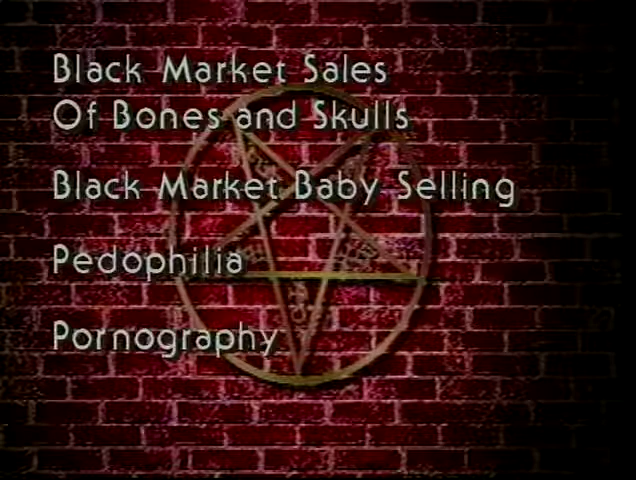 Black Market Sales
Of Bones and Skulls
Black Market Baby Selling
Pedophilia
Pornography